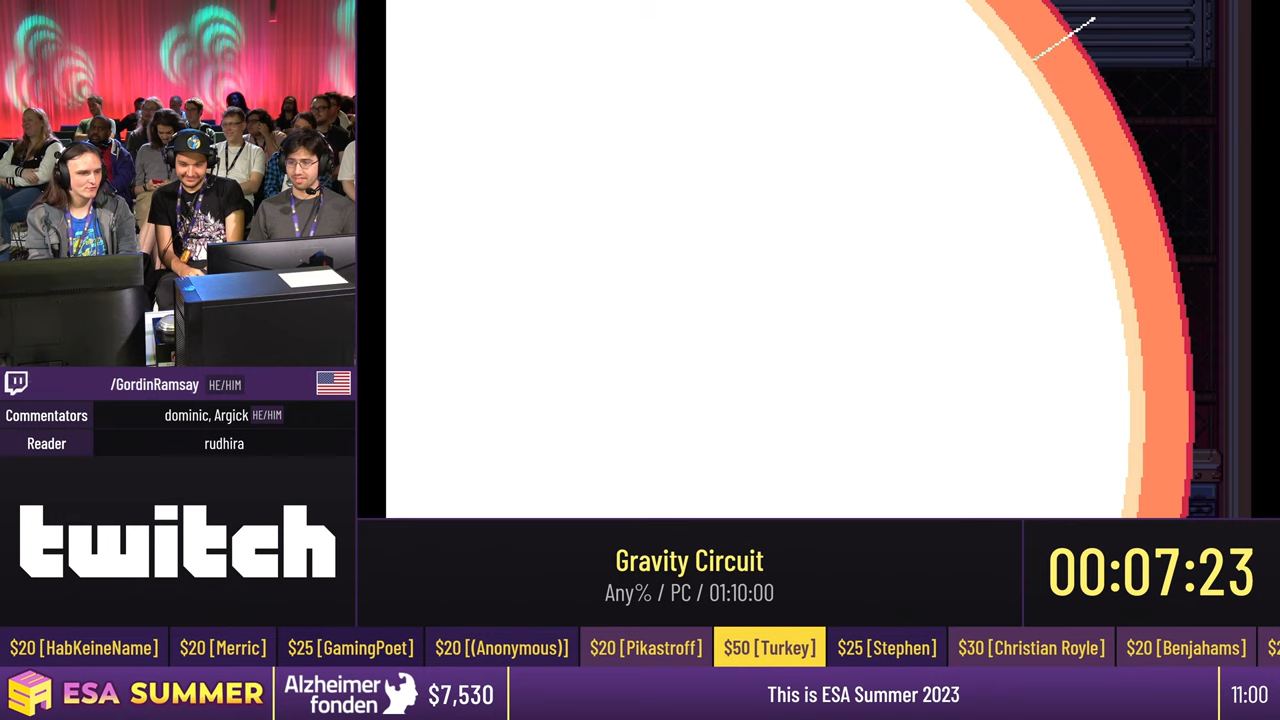 /GordinRamsay HE/HIM
Commentators dominic, Argick HE/HIM
Reader rudhira
twitch
Gravity Circuit
Any% / PC / 01:10:00
00:07:23
$20 [HabKeineName] $20 [Merric] $25 [GamingPoet] $20 [(Anonymous)] $20 [Pikastroff] $50 [Turkey] $25 [Stephen] $30 [Christian Royle] $20 [Benjahams]
ESA SUMMER
Alzheimer
fonden
$7,530
This is ESA Summer 2023
11:00